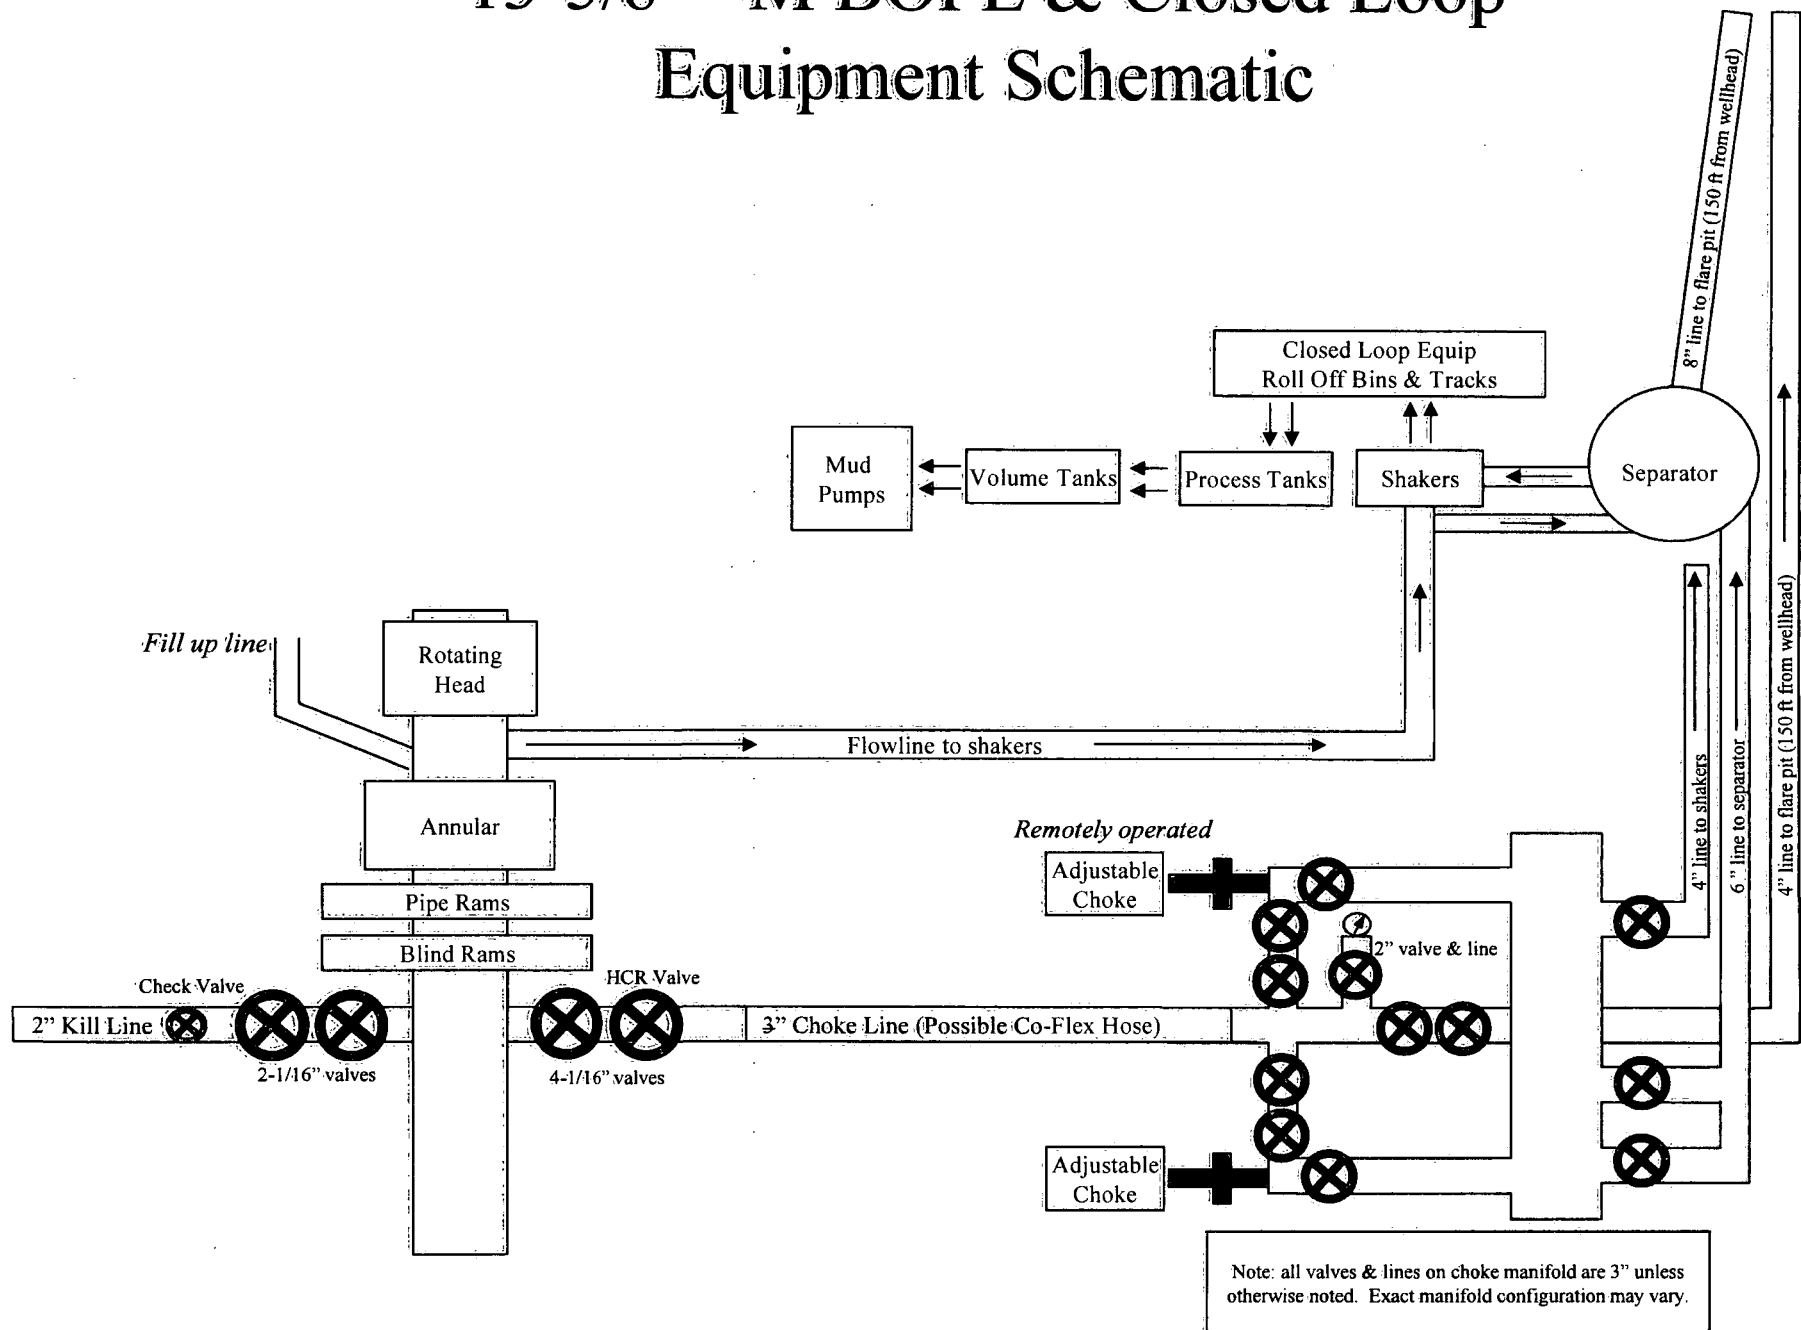 M BOPE & Closed Loop
Equipment Schematic
8” line to flare pit (150 ft from wellhead)
Closed Loop Equip
Roll Off Bins & Tracks
Mud
Pumps
Volume Tanks
Process Tanks
Shakers
Separator
Fill up line
Rotating
Head
Flowline to shakers
Annular
Pipe Rams
Blind Rams
Check Valve
HCR Valve
2” Kill Line
3” Choke Line (Possible Co-Flex Hose)
2-1/16” valves
4-1/16” valves
Remotely operated
Adjustable
Choke
2” valve & line
Adjustable
Choke
4” line to shakers
6” line to separator
4” line to flare pit (150 ft from wellhead)
Note: all valves & lines on choke manifold are 3” unless
otherwise noted. Exact manifold configuration may vary.